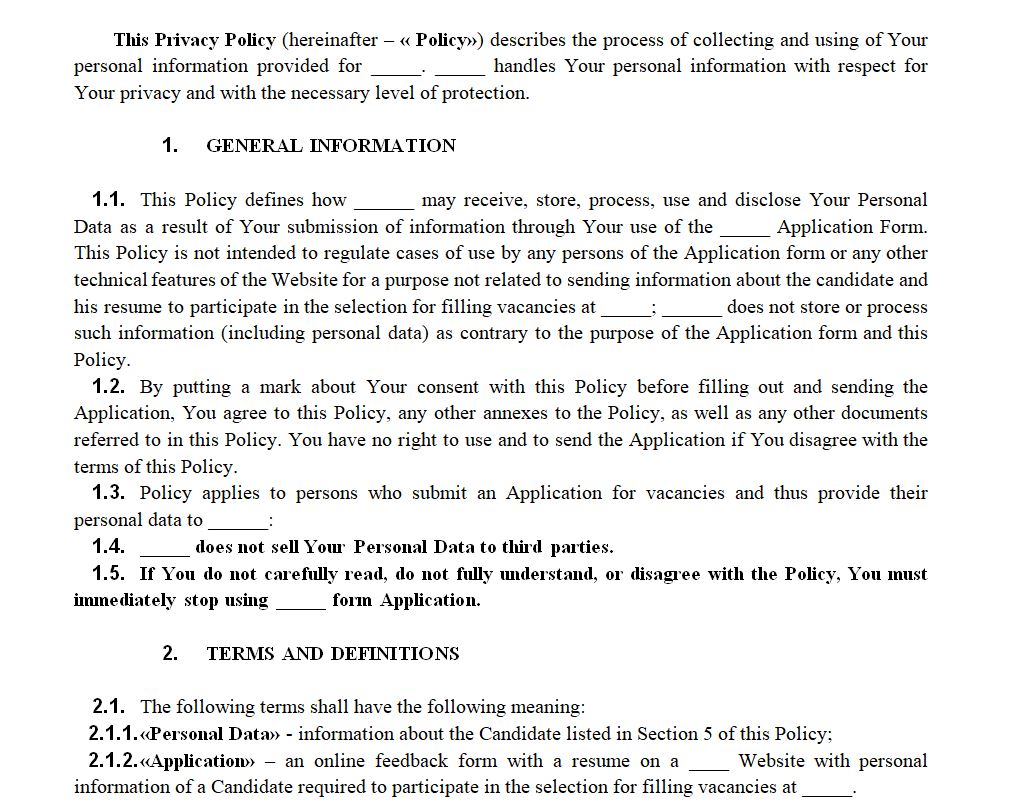 This Privacy Policy (hereinafter – « Policy») describes the process of collecting and using of Your
personal information provided for _____. _____ handles Your personal information with respect for
Your privacy and with the necessary level of protection.
1. GENERAL INFORMATION
1.1. This Policy defines how ______ may receive, store, process, use and disclose Your Personal
Data as a result of Your submission of information through Your use of the _____ Application Form.
This Policy is not intended to regulate cases of use by any persons of the Application form or any other
technical features of the Website for a purpose not related to sending information about the candidate and
his resume to participate in the selection for filling vacancies at _____; ______ does not store or process
such information (including personal data) as contrary to the purpose of the Application form and this
Policy.
1.2. By putting a mark about Your consent with this Policy before filling out and sending the
Application, You agree to this Policy, any other annexes to the Policy, as well as any other documents
referred to in this Policy. You have no right to use and to send the Application if You disagree with the
terms of this Policy.
1.3. Policy applies to persons who submit an Application for vacancies and thus provide their
personal data to ______:
1.4. _____ does not sell Your Personal Data to third parties.
1.5. If You do not carefully read, do not fully understand, or disagree with the Policy, You must
immediately stop using _____ form Application.
2. TERMS AND DEFINITIONS
2.1. The following terms shall have the following meaning:
2.1.1.«Personal Data» - information about the Candidate listed in Section 5 of this Policy;
2.1.2.«Application» – an online feedback form with a resume on a ____ Website with personal
information of a Candidate required to participate in the selection for filling vacancies at _____.